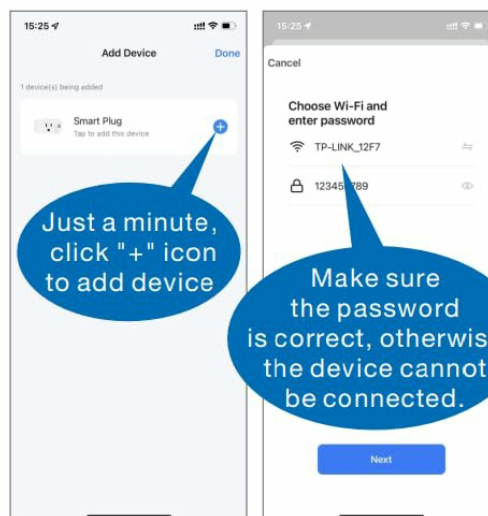 15:25
Add Device
Done
1 device(s) being added
Smart Plug
Tap to add this device
Just a minute,
click "+" icon
to add device
15:25
Cancel
Choose Wi-Fi and
enter password
TP-LINK_12F7
Make sure
the password
is correct, otherwis
the device cannot
be connected.
Next